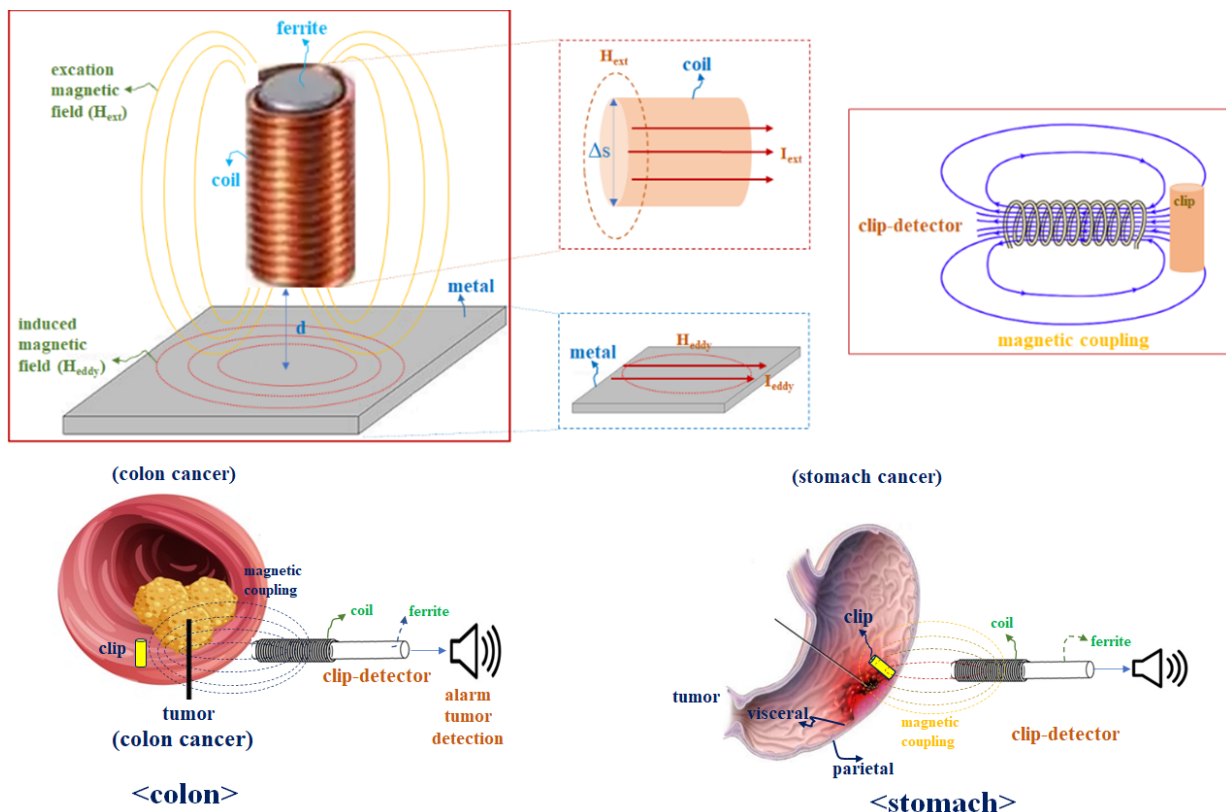 ferrite
excation
magnetic
field (Hext)
coil
induced
magnetic
field (Heddy)
d
metal
Hext
coil
Δs
Iext
metal
Heddy
Ieddy
clip-detector
clip
magnetic coupling
(colon cancer)
magnetic
coupling
coil
ferrite
clip
clip-detector
tumor
(colon cancer)
alarm
tumor
detection
<colon>
(stomach cancer)
clip
coil
ferrite
tumor
visceral
magnetic
coupling
clip-detector
parietal
<stomach>